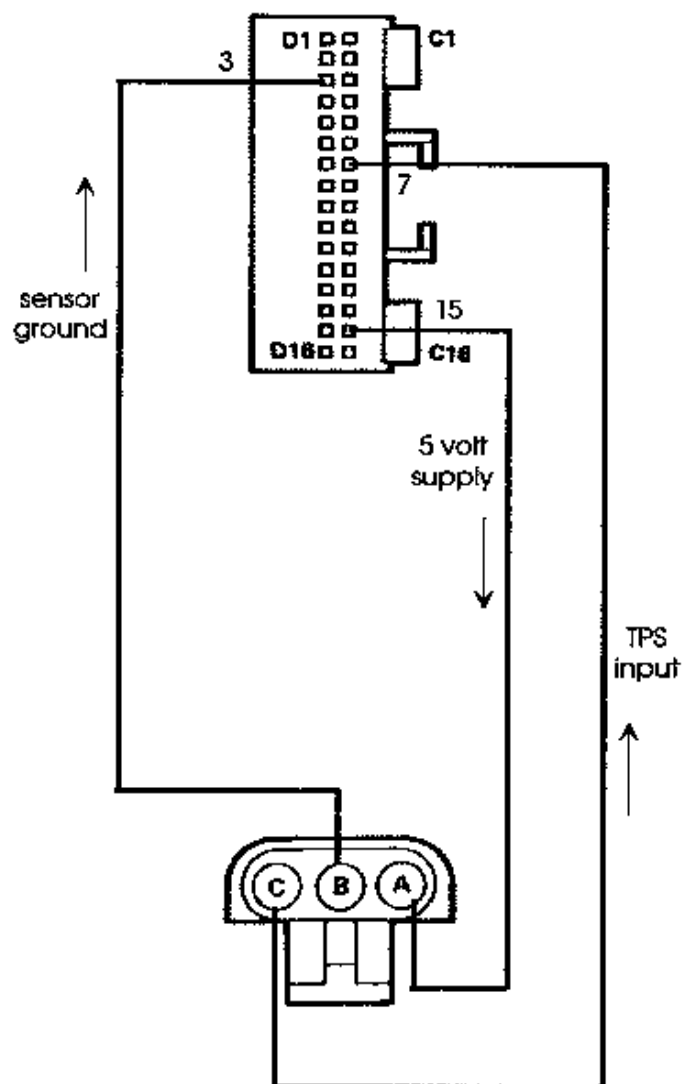 D1
C1
3
7
sensor
ground
15
D16
C16
5 volt
supply
TPS
input
C
B
A